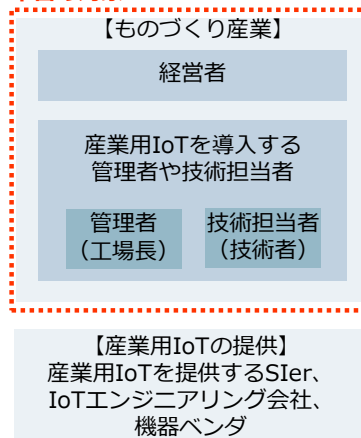 【ものづくり産業】
経営者
産業用IoTを導入する
管理者や技術担当者
管理者
（工場長）
技術担当者
（技術者）
【産業用IoTの提供】
産業用IoTを提供するSIer、
IoTエンジニアリング会社、
機器ベンダ